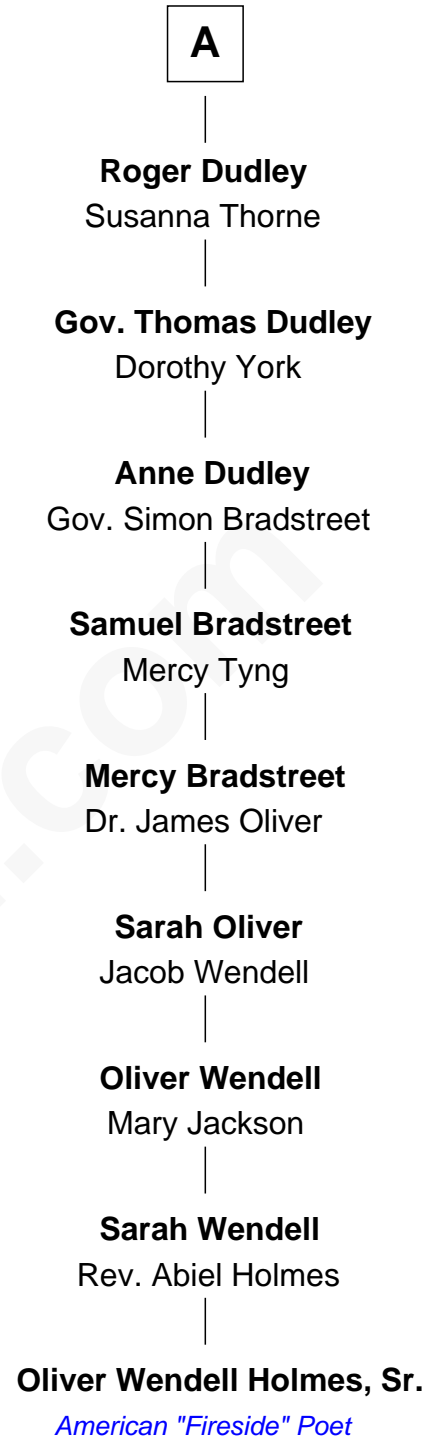 A
Roger Dudley
Susanna Thorne
Gov. Thomas Dudley
Dorothy York
Anne Dudley
Gov. Simon Bradstreet
Samuel Bradstreet
Mercy Tyng
Mercy Bradstreet
Dr. James Oliver
Sarah Oliver
Jacob Wendell
Oliver Wendell
Mary Jackson
Sarah Wendell
Rev. Abiel Holmes
Oliver Wendell Holmes, Sr.
American "Fireside" Poet